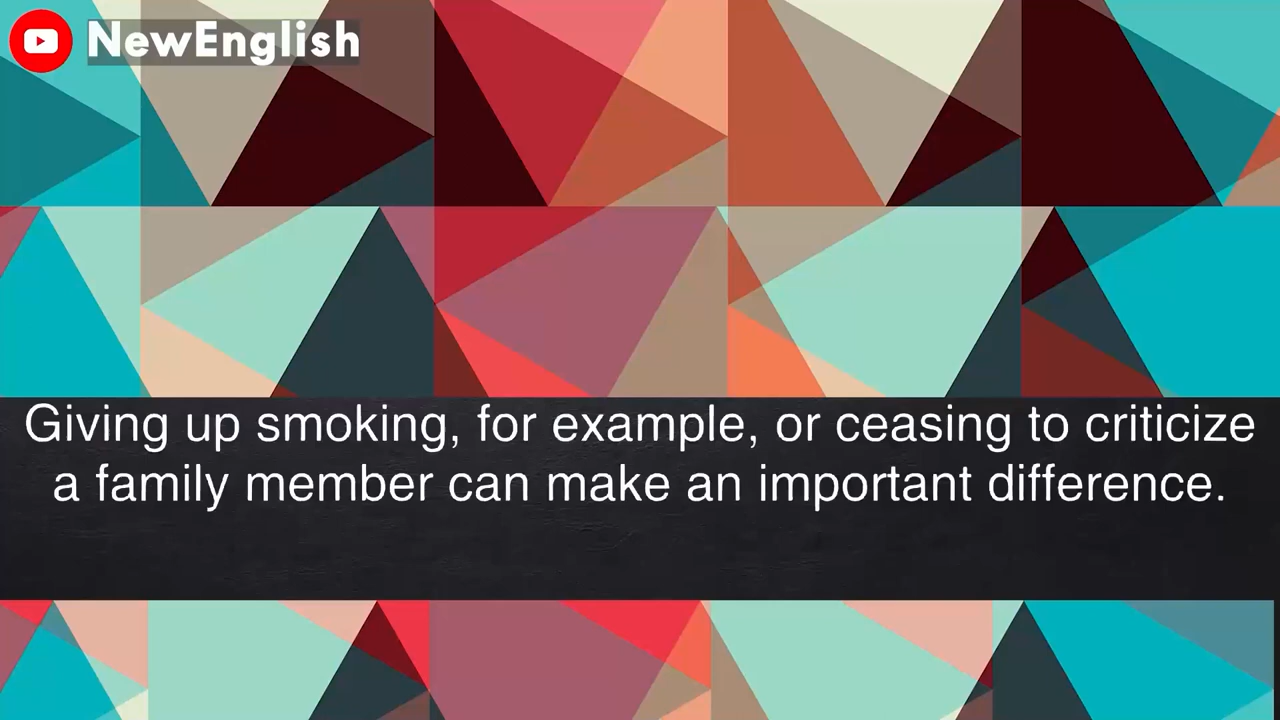 NewEnglish
Giving up smoking, for example, or ceasing to criticize
a family member can make an important difference.